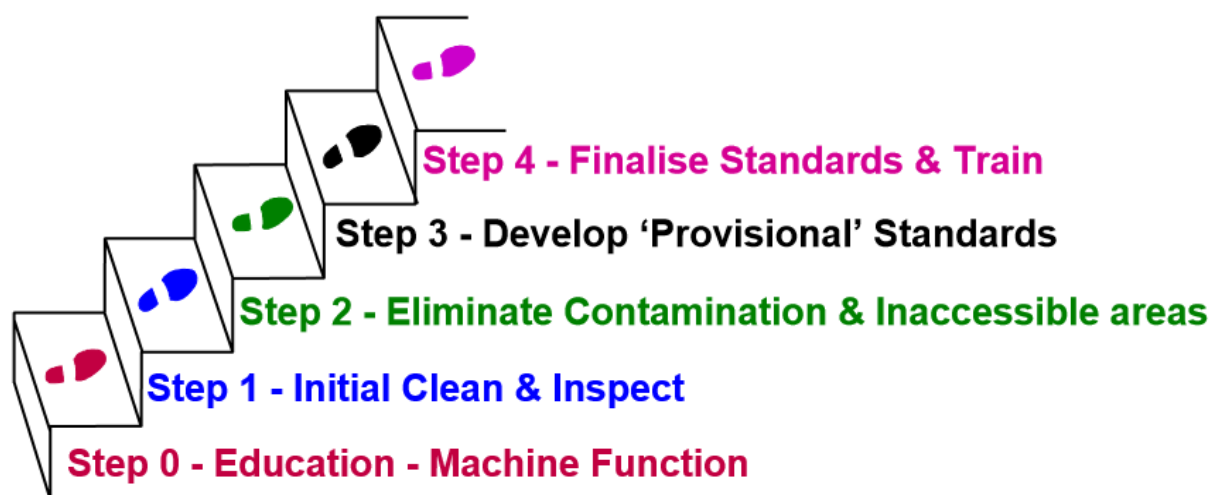 Step 4 - Finalise Standards & Train
Step 3 - Develop ‘Provisional’ Standards
Step 2 - Eliminate Contamination & Inaccessible areas
Step 1 - Initial Clean & Inspect
Step 0 - Education - Machine Function